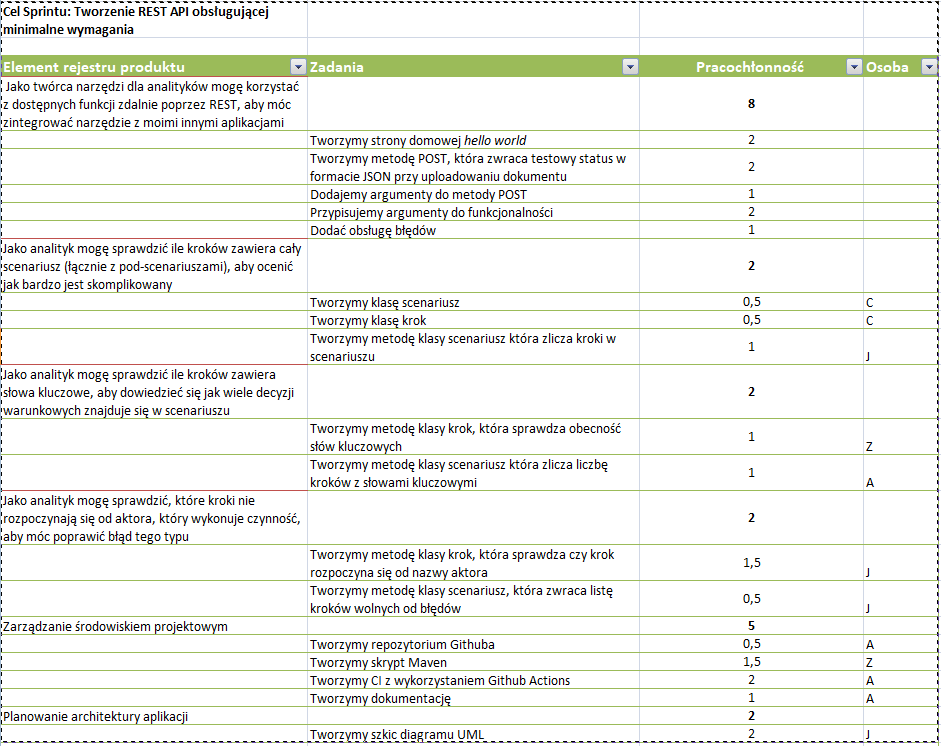 Cel Sprintu: Tworzenie REST API obsługującej
minimalne wymagania
Element rejestru produktu Zadania Pracochłonność Osoba
Jako twórca narzędzi dla analityków mogę korzystać
z dostępnych funkcji zdalnie poprzez REST, aby móc
zintegrować narzędzie z moimi innymi aplikacjami
8
Tworzymy strony domowej hello world 2
Tworzymy metodę POST, która zwraca testowy status w
formacie JSON przy uploadowaniu dokumentu
2
Dodajemy argumenty do metody POST 1
Przypisujemy argumenty do funkcjonalności 2
Dodać obsługę błędów 1
Jako analityk mogę sprawdzić ile kroków zawiera cały
scenariusz (łącznie z pod-scenariuszami), aby ocenić
jak bardzo jest skomplikowany
2
Tworzymy klasę scenariusz 0,5 C
Tworzymy klasę krok 0,5 C
Tworzymy metodę klasy scenariusz która zlicza kroki w
scenariuszu
1 J
Jako analityk mogę sprawdzić ile kroków zawiera
słowa kluczowe, aby dowiedzieć się jak wiele decyzji
warunkowych znajduje się w scenariuszu
2
Tworzymy metodę klasy krok, która sprawdza obecność
słów kluczowych
1 Z
Tworzymy metodę klasy scenariusz która zlicza liczbę
kroków z słowami kluczowymi
1 A
Jako analityk mogę sprawdzić, które kroki nie
rozpoczynają się od aktora, który wykonuje czynność,
aby móc poprawić błąd tego typu
2
Tworzymy metodę klasy krok, która sprawdza czy krok
rozpoczyna się od nazwy aktora
1,5 J
Tworzymy metodę klasy scenariusz, która zwraca listę
kroków wolnych od błędów
0,5 J
Zarządzanie środowiskiem projektowym 5
Tworzymy repozytorium Githuba 0,5 A
Tworzymy skrypt Maven 1,5 Z
Tworzymy CI z wykorzystaniem Github Actions 2 A
Tworzymy dokumentację 1 A
Planowanie architektury aplikacji 2
Tworzymy szkic diagramu UML 2 J